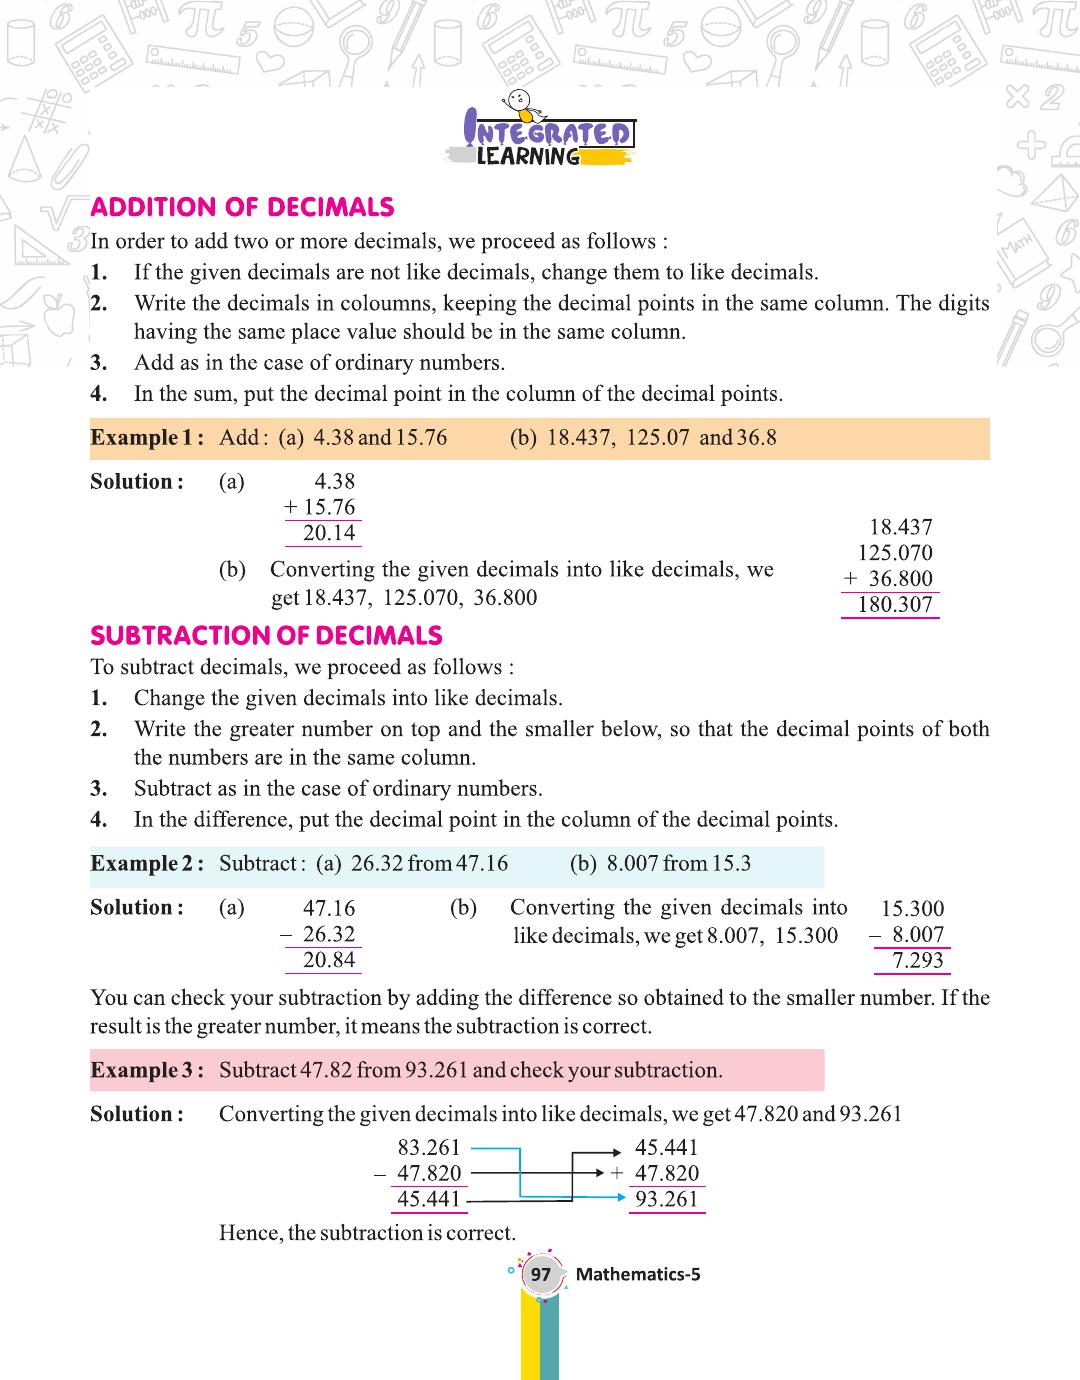 INTEGRATED
LEARNING
ADDITION OF DECIMALS
In order to add two or more decimals, we proceed as follows :
1. If the given decimals are not like decimals, change them to like decimals.
2. Write the decimals in coloumns, keeping the decimal points in the same column. The digits
having the same place value should be in the same column.
3. Add as in the case of ordinary numbers.
4. In the sum, put the decimal point in the column of the decimal points.
Example 1 : Add : (a) 4.38 and 15.76 (b) 18.437, 125.07 and 36.8
Solution : (a) 4.38
+ 15.76
20.14
(b) Converting the given decimals into like decimals, we
get 18.437, 125.070, 36.800
18.437
125.070
+ 36.800
180.307
SUBTRACTION OF DECIMALS
To subtract decimals, we proceed as follows :
1. Change the given decimals into like decimals.
2. Write the greater number on top and the smaller below, so that the decimal points of both
the numbers are in the same column.
3. Subtract as in the case of ordinary numbers.
4. In the difference, put the decimal point in the column of the decimal points.
Example 2 : Subtract : (a) 26.32 from 47.16 (b) 8.007 from 15.3
Solution : (a) 47.16
– 26.32
20.84
(b) Converting the given decimals into
like decimals, we get 8.007, 15.300
15.300
– 8.007
7.293
You can check your subtraction by adding the difference so obtained to the smaller number. If the
result is the greater number, it means the subtraction is correct.
Example 3 : Subtract 47.82 from 93.261 and check your subtraction.
Solution : Converting the given decimals into like decimals, we get 47.820 and 93.261
83.261 45.441
– 47.820 + 47.820
45.441 93.261
Hence, the subtraction is correct.
97 Mathematics-5